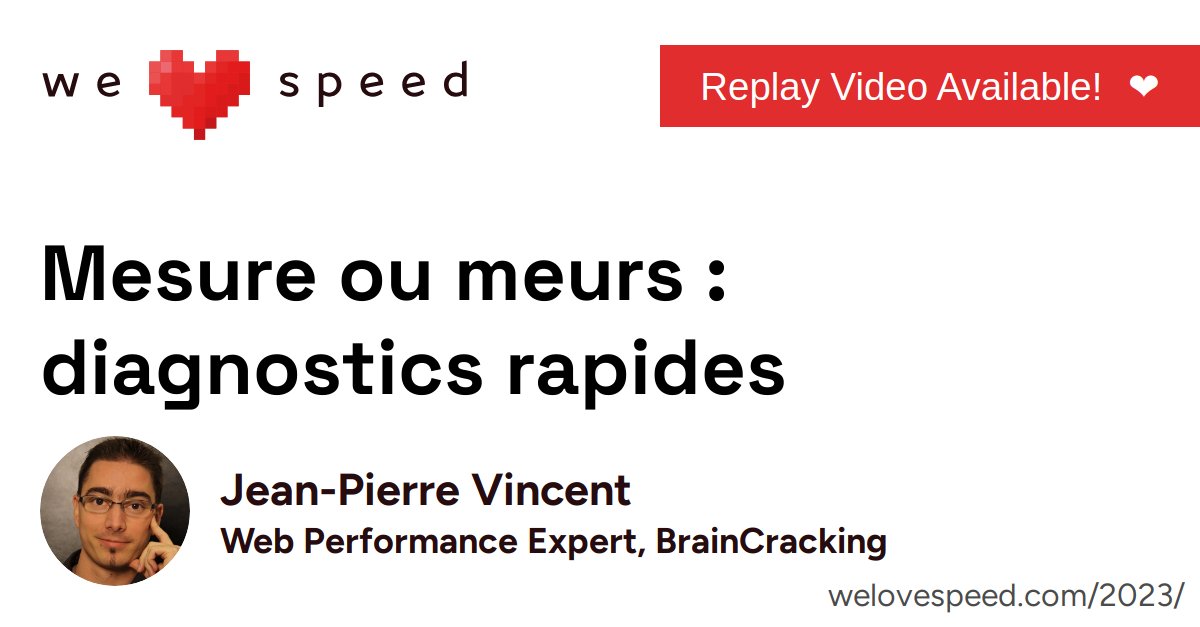 we ❤ speed
Replay Video Available! ❤
Mesure ou meurs :
diagnostics rapides
Jean-Pierre Vincent
Web Performance Expert, BrainCracking
welovespeed.com/2023/